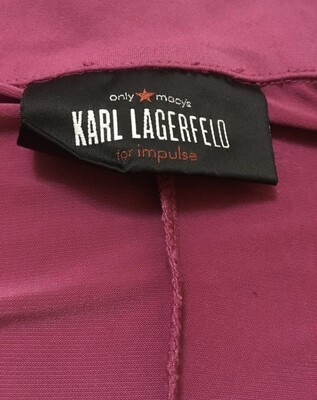 only ★ macy's
KARL LAGERFELD
for impulse